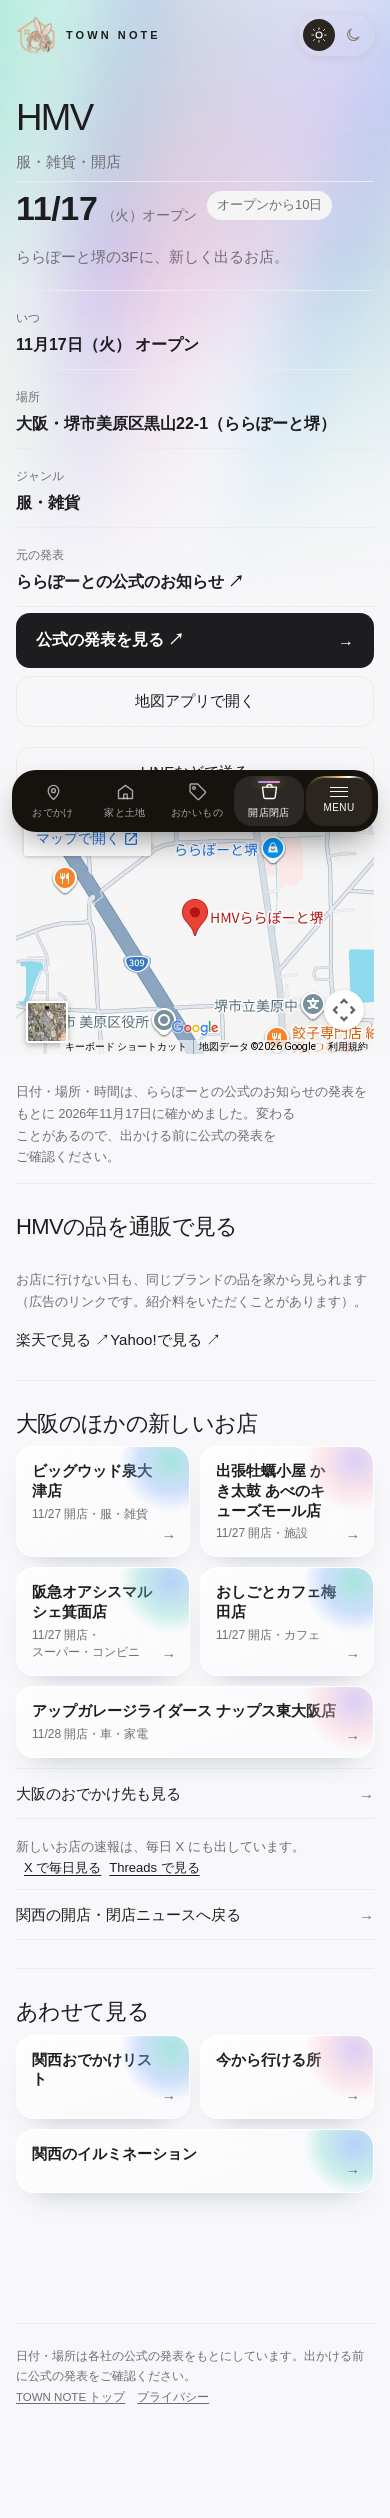 TOWN NOTE
HMV
服・雑貨・開店
11/17 （火）オープン オープンから10日
ららぽーと堺の3Fに、新しく出るお店。
いつ
11月17日（火） オープン
場所
大阪・堺市美原区黒山22-1（ららぽーと堺）
ジャンル
服・雑貨
元の発表
ららぽーとの公式のお知らせ ↗
公式の発表を見る ↗ →
地図アプリで開く
おでかけ 家と土地 おかいもの 開店閉店 MENU
マップで開く
ららぽーと堺
HMVららぽーと堺
309
堺市立美原中
市 美原区役所
Google
餃子専門店
キーボード ショートカット 地図データ ©2026 Google 利用規約
日付・場所・時間は、ららぽーとの公式のお知らせの発表を
もとに 2026年11月17日に確かめました。変わる
ことがあるので、出かける前に公式の発表を
ご確認ください。
HMVの品を通販で見る
お店に行けない日も、同じブランドの品を家から見られます
（広告のリンクです。紹介料をいただくことがあります）。
楽天で見る ↗Yahoo!で見る ↗
大阪のほかの新しいお店
ビッグウッド泉大
津店
11/27 開店・服・雑貨
→
出張牡蠣小屋 か
き太鼓 あべのキ
ューズモール店
11/27 開店・施設
→
阪急オアシスマル
シェ箕面店
11/27 開店・
スーパー・コンビニ
→
おしごとカフェ梅
田店
11/27 開店・カフェ
→
アップガレージライダース ナップス東大阪店
11/28 開店・車・家電
→
大阪のおでかけ先も見る →
新しいお店の速報は、毎日 X にも出しています。
X で毎日見る Threads で見る
関西の開店・閉店ニュースへ戻る →
あわせて見る
関西おでかけリス
ト
→
今から行ける所
→
関西のイルミネーション
→
日付・場所は各社の公式の発表をもとにしています。出かける前
に公式の発表をご確認ください。
TOWN NOTE トップ プライバシー